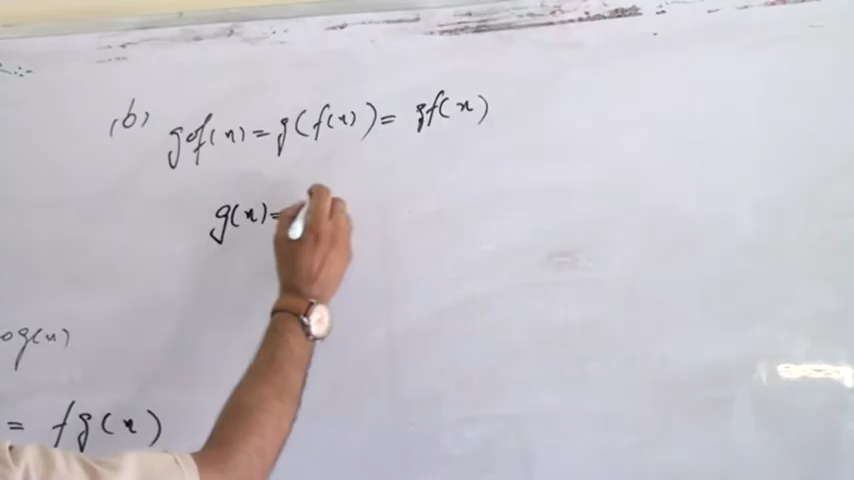 (b) gof(x) = g(f(x)) = gf(x)
g(x)=
og(x)
= fg(x)